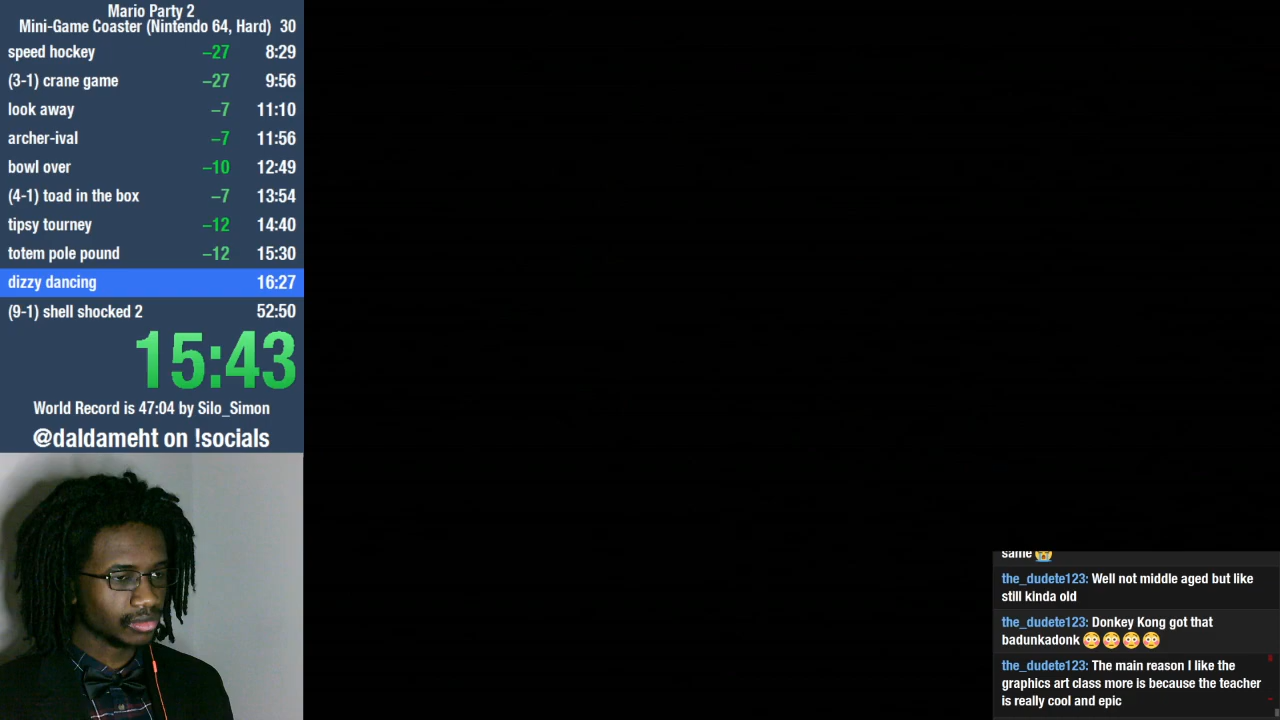 Mario Party 2
Mini-Game Coaster (Nintendo 64, Hard) 30
speed hockey –27 8:29
(3-1) crane game –27 9:56
look away –7 11:10
archer-ival –7 11:56
bowl over –10 12:49
(4-1) toad in the box –7 13:54
tipsy tourney –12 14:40
totem pole pound –12 15:30
dizzy dancing 16:27
(9-1) shell shocked 2 52:50
15:43
World Record is 47:04 by Silo_Simon
@daldameht on !socials
same 😭
the_dudete123: Well not middle aged but like
still kinda old
the_dudete123: Donkey Kong got that
badunkadonk 😳😳😳😳
the_dudete123: The main reason I like the
graphics art class more is because the teacher
is really cool and epic